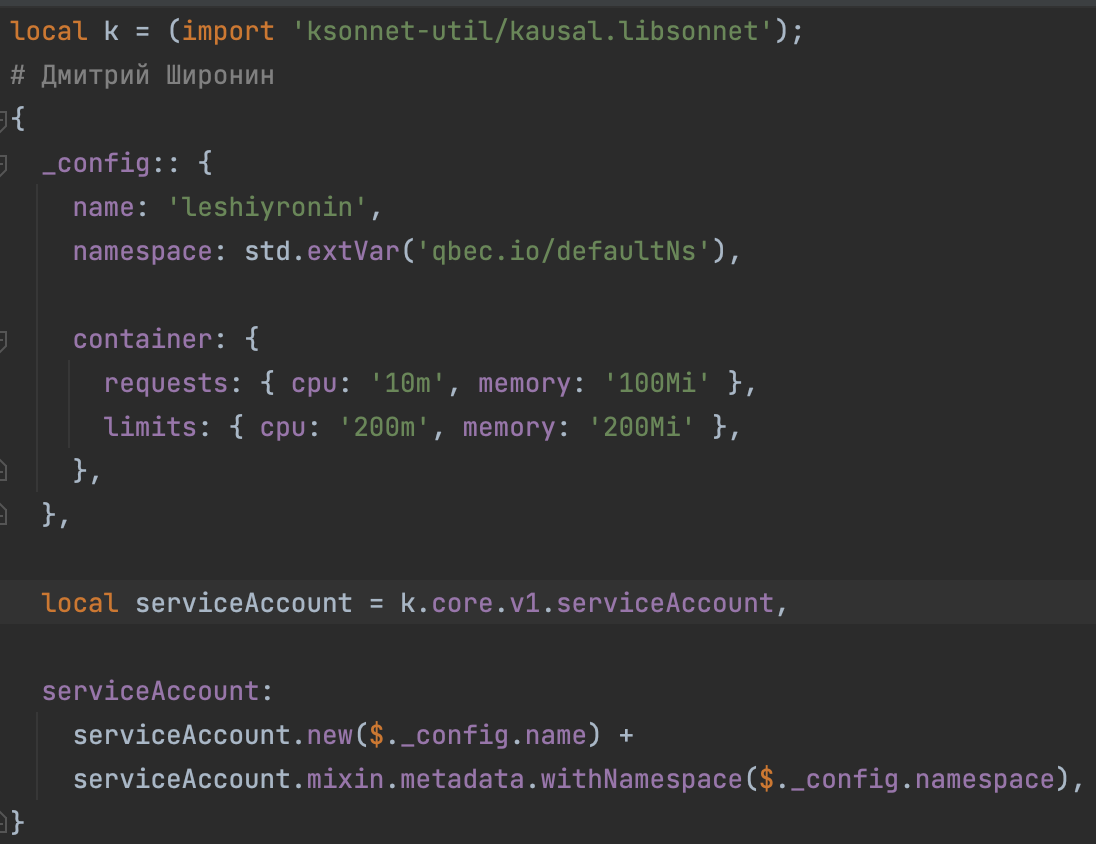 local k = (import 'ksonnet-util/kausal.libsonnet');
# Дмитрий Широнин
{
  _config:: {
    name: 'leshiyronin',
    namespace: std.extVar('qbec.io/defaultNs'),

    container: {
      requests: { cpu: '10m', memory: '100Mi' },
      limits: { cpu: '200m', memory: '200Mi' },
    },
  },

  local serviceAccount = k.core.v1.serviceAccount,

  serviceAccount:
    serviceAccount.new($._config.name) +
    serviceAccount.mixin.metadata.withNamespace($._config.namespace),
}